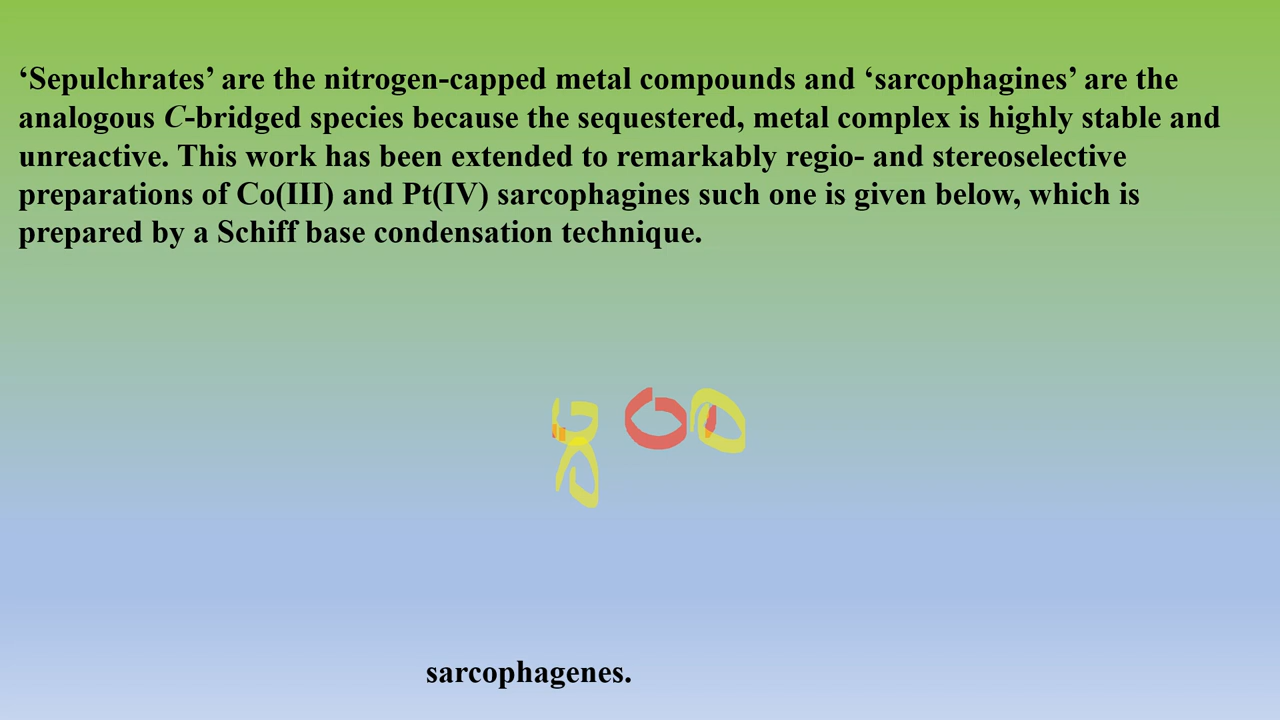 ‘Sepulchrates’ are the nitrogen-capped metal compounds and ‘sarcophagines’ are the
analogous C-bridged species because the sequestered, metal complex is highly stable and
unreactive. This work has been extended to remarkably regio- and stereoselective
preparations of Co(III) and Pt(IV) sarcophagines such one is given below, which is
prepared by a Schiff base condensation technique.
sarcophagenes.